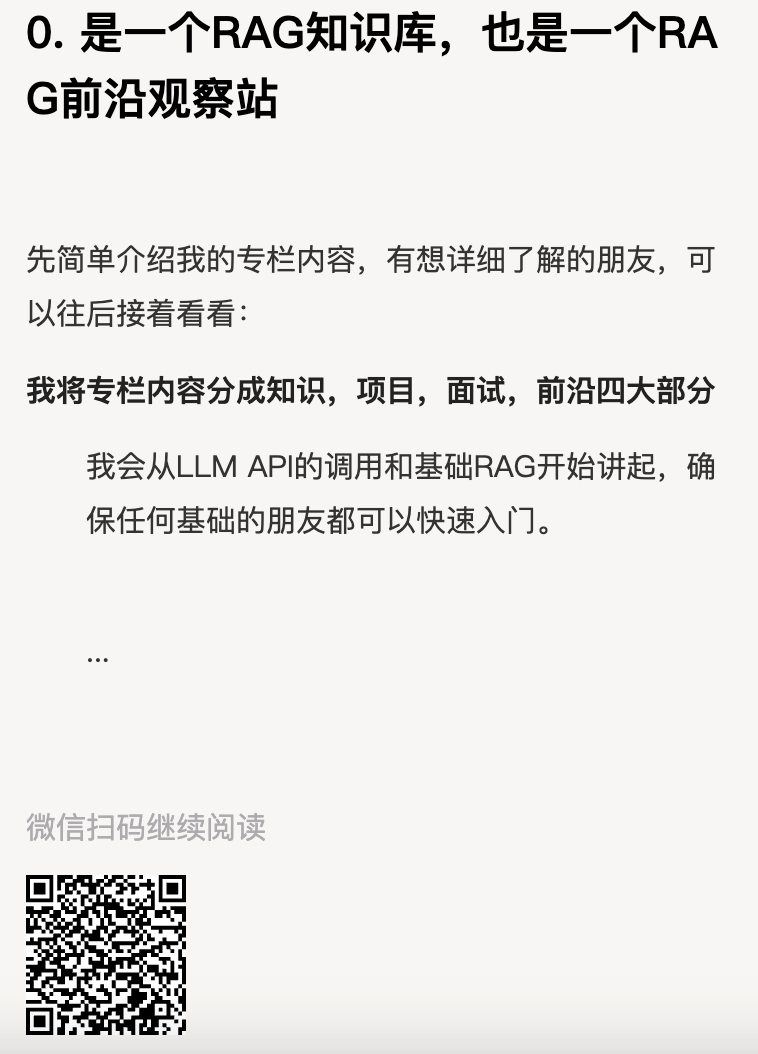 0. 是一个RAG知识库，也是一个RA
G前沿观察站
先简单介绍我的专栏内容，有想详细了解的朋友，可
以往后接着看看：
我将专栏内容分成知识，项目，面试，前沿四大部分
我会从LLM API的调用和基础RAG开始讲起，确
保任何基础的朋友都可以快速入门。
...
微信扫码继续阅读